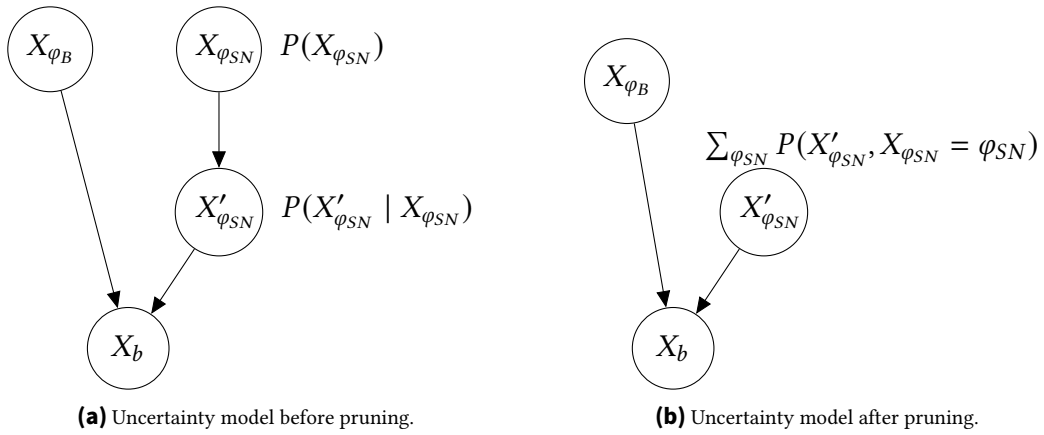 X_{φ_B}
X_{φ_{SN}} P(X_{φ_{SN}})
X'_{φ_{SN}} P(X'_{φ_{SN}} | X_{φ_{SN}})
X_b
(a) Uncertainty model before pruning.
X_{φ_B}
∑_{φ_{SN}} P(X'_{φ_{SN}}, X_{φ_{SN}} = φ_{SN})
X'_{φ_{SN}}
X_b
(b) Uncertainty model after pruning.